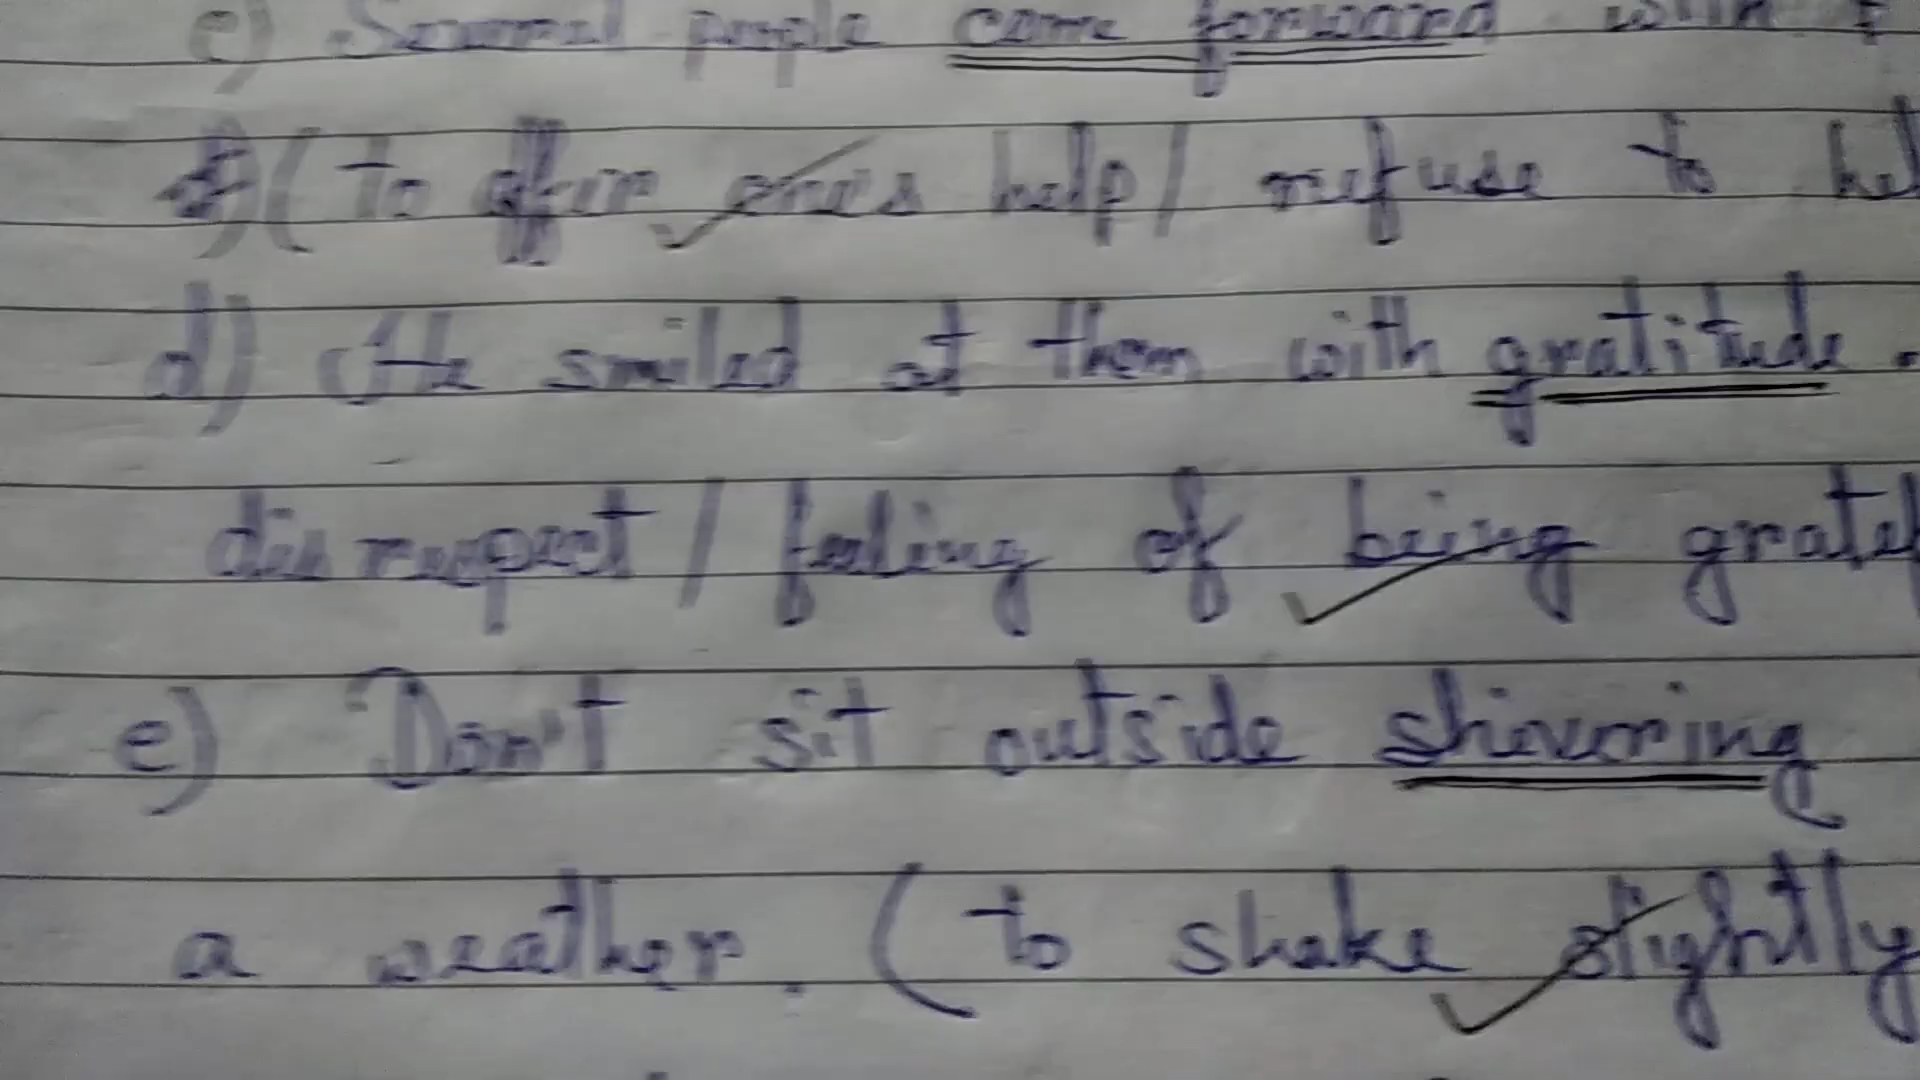 c) Several people come forward with
(To offer one's help / refuse to
d) He smiled at them with gratitude.
disrespect / feeling of being
e) Don't sit outside shivering
a weather. (to shake slightly